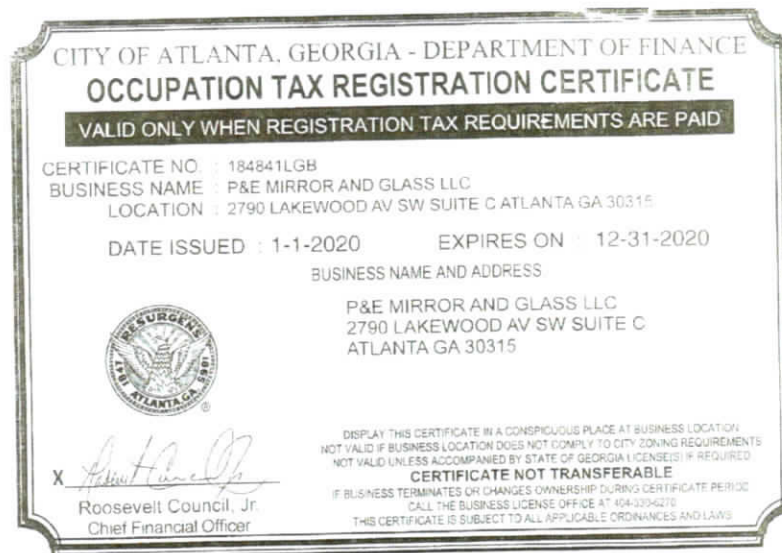 CITY OF ATLANTA, GEORGIA - DEPARTMENT OF FINANCE
OCCUPATION TAX REGISTRATION CERTIFICATE
VALID ONLY WHEN REGISTRATION TAX REQUIREMENTS ARE PAID
CERTIFICATE NO. : 184841LGB
BUSINESS NAME : P&E MIRROR AND GLASS LLC
LOCATION : 2790 LAKEWOOD AV SW SUITE C ATLANTA GA 30315
DATE ISSUED : 1-1-2020 EXPIRES ON : 12-31-2020
BUSINESS NAME AND ADDRESS
P&E MIRROR AND GLASS LLC
2790 LAKEWOOD AV SW SUITE C
ATLANTA GA 30315
RESURGENS
1847 ATLANTA, GA. 1865
®
DISPLAY THIS CERTIFICATE IN A CONSPICUOUS PLACE AT BUSINESS LOCATION
NOT VALID IF BUSINESS LOCATION DOES NOT COMPLY TO CITY ZONING REQUIREMENTS
NOT VALID UNLESS ACCOMPANIED BY STATE OF GEORGIA LICENSE(S) IF REQUIRED
CERTIFICATE NOT TRANSFERABLE
IF BUSINESS TERMINATES OR CHANGES OWNERSHIP DURING CERTIFICATE PERIOD
CALL THE BUSINESS LICENSE OFFICE AT 404-330-6270
THIS CERTIFICATE IS SUBJECT TO ALL APPLICABLE ORDINANCES AND LAWS
X
Roosevelt Council, Jr.
Chief Financial Officer